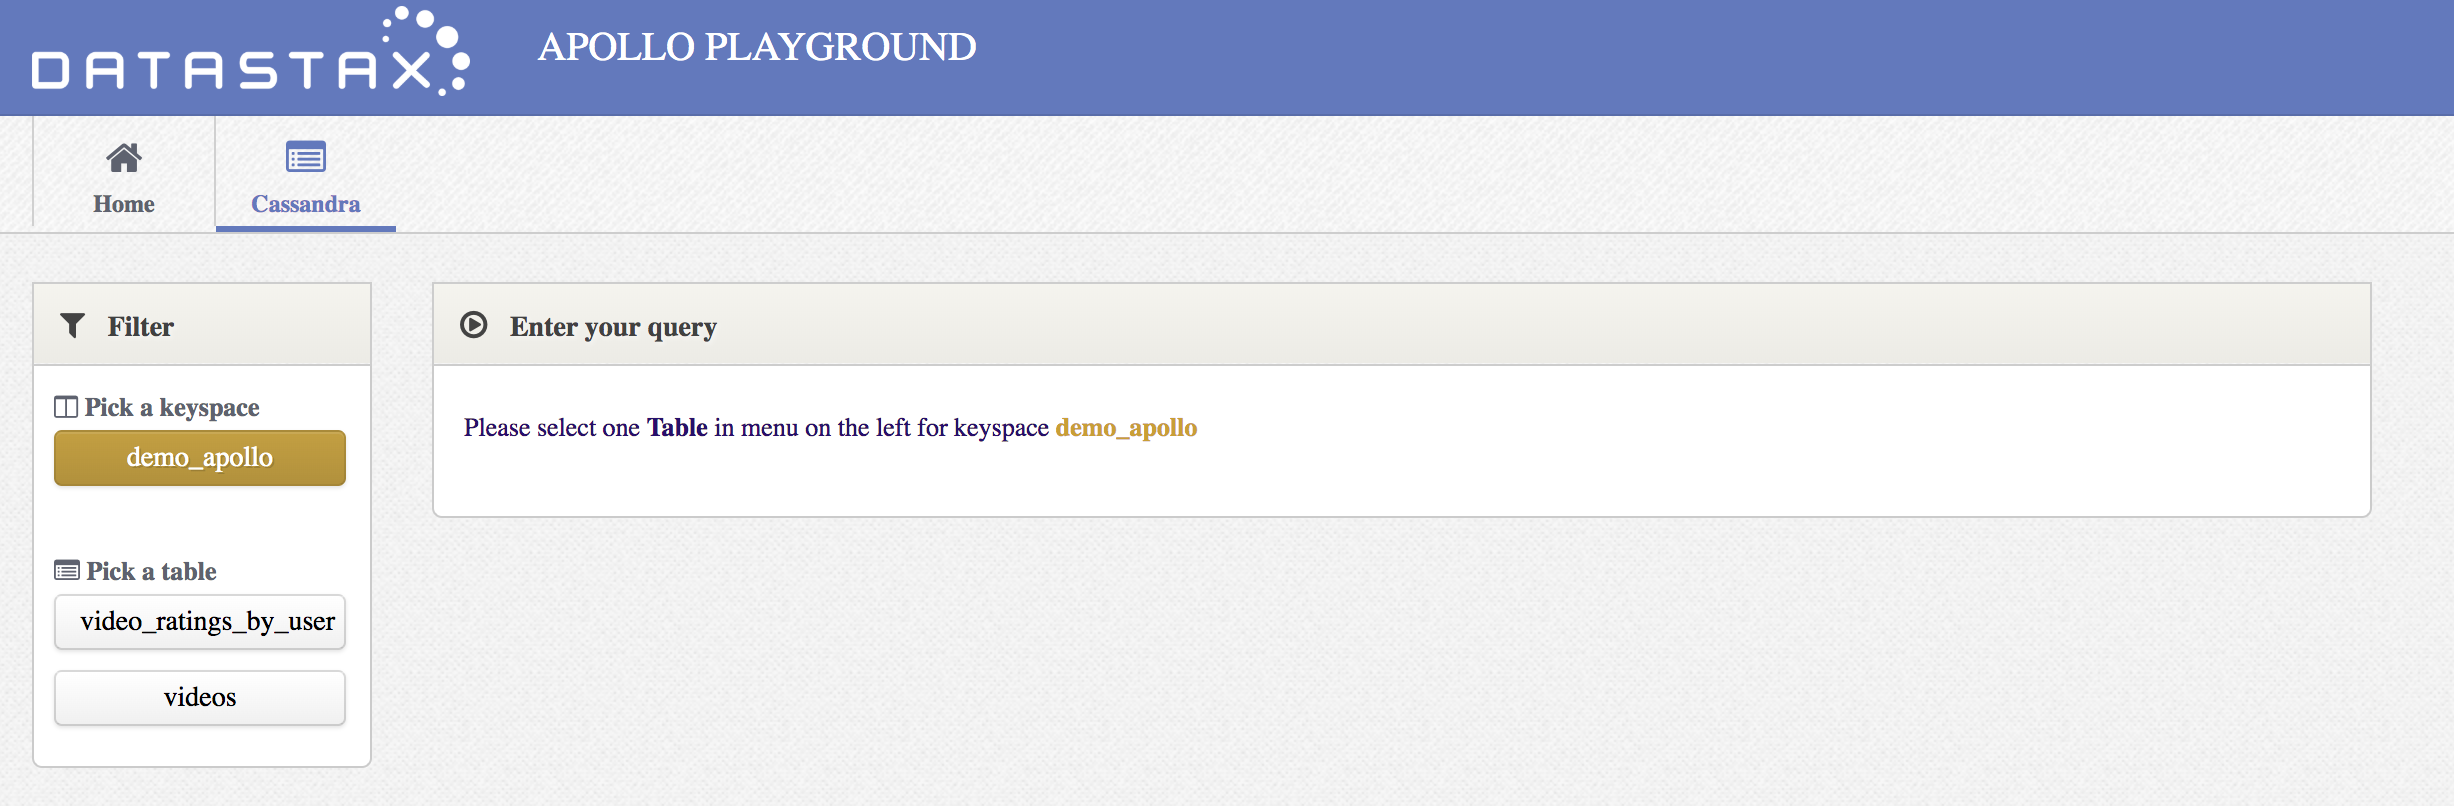 DATASTAX
APOLLO PLAYGROUND
Home
Cassandra
Filter
Pick a keyspace
demo_apollo
Pick a table
video_ratings_by_user
videos
Enter your query
Please select one Table in menu on the left for keyspace demo_apollo